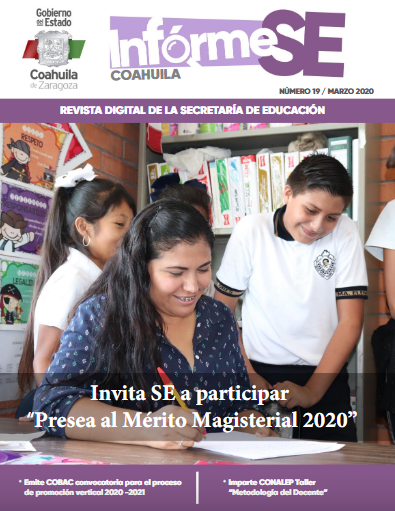 Gobierno
del Estado
Coahuila
de Zaragoza
InfórmeSE
COAHUILA
NÚMERO 19 / MARZO 2020
REVISTA DIGITAL DE LA SECRETARÍA DE EDUCACIÓN
RESPETO
LEGALIDAD
Invita SE a participar
“Presea al Mérito Magisterial 2020”
* Emite COBAC convocatoria para el proceso
de promoción vertical 2020 -2021
* Imparte CONALEP Taller
“Metodología del Docente”